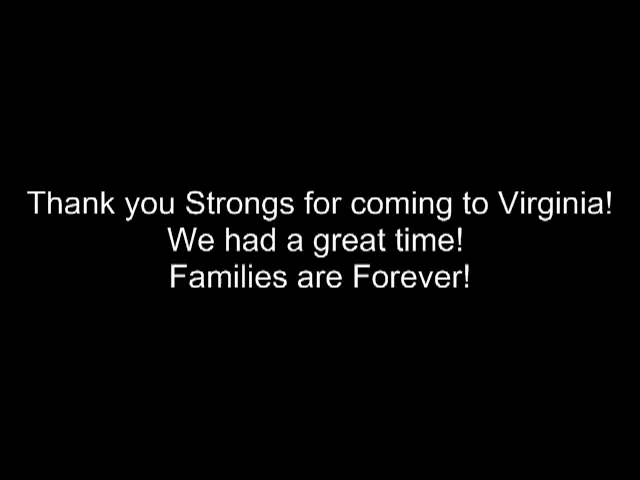 Thank you Strongs for coming to Virginia!
We had a great time!
Families are Forever!